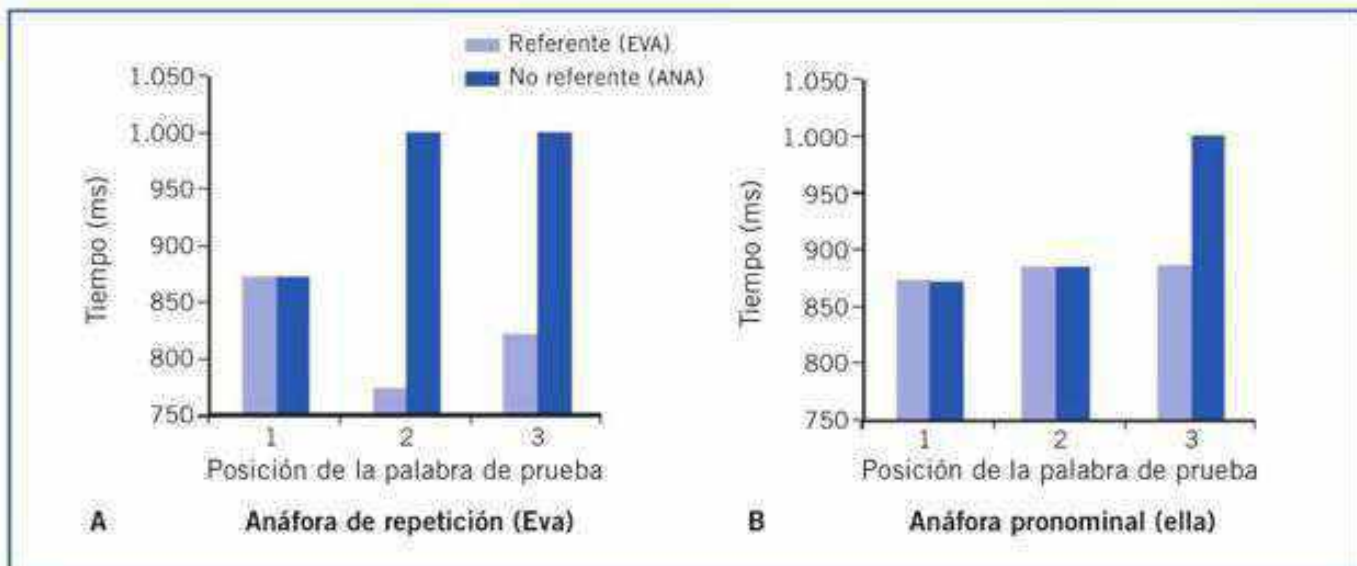 Referente (EVA)
No referente (ANA)
1.050
1.000
950
900
850
800
750
Tiempo (ms)
1 2 3
Posición de la palabra de prueba
A Anáfora de repetición (Eva)
1.050
1.000
950
900
850
800
750
Tiempo (ms)
1 2 3
Posición de la palabra de prueba
B Anáfora pronominal (ella)